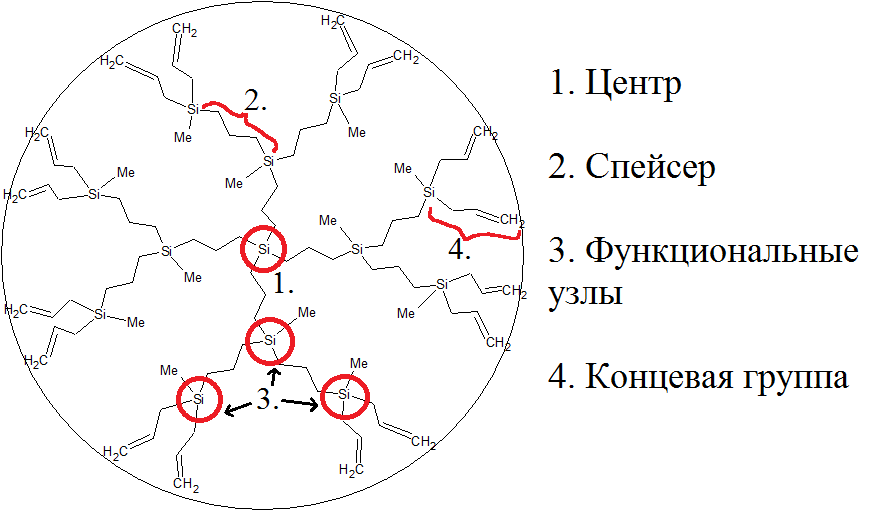 H₂C
CH₂
H₂C CH₂
Si 2. Si
1. Центр
H₂C Me Me CH₂
Si
2. Спейсер
Me Me Me
H₂C Si Si
Me CH₂
Si Si Si 4.
3. Функциональные
узлы
Me 1. Si CH₂
H₂C Si Me Me Me
H₂C Si CH₂
Me Me
4. Концевая группа
Si 3. Si
H₂C CH₂
H₂C
CH₂